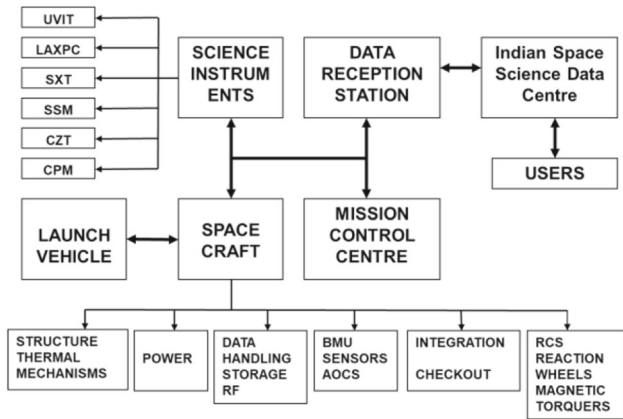 UVIT
LAXPC
SXT
SSM
CZT
CPM
SCIENCE
INSTRUM
ENTS
DATA
RECEPTION
STATION
Indian Space
Science Data
Centre
USERS
LAUNCH
VEHICLE
SPACE
CRAFT
MISSION
CONTROL
CENTRE
STRUCTURE
THERMAL
MECHANISMS
POWER
DATA
HANDLING
STORAGE
RF
BMU
SENSORS
AOCS
INTEGRATION
CHECKOUT
RCS
REACTION
WHEELS
MAGNETIC
TORQUERS